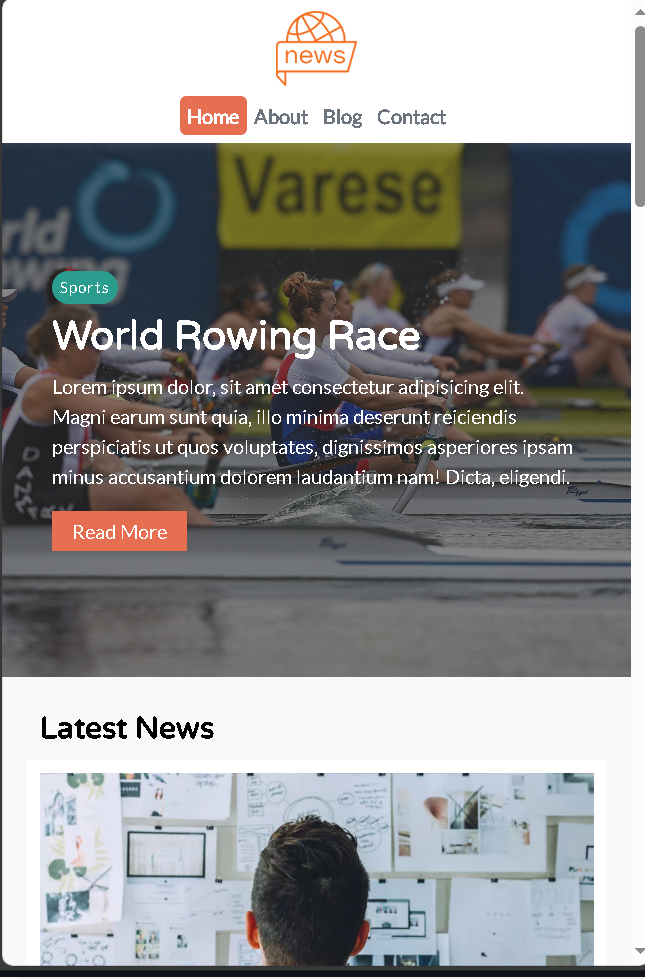 news
Home About Blog Contact
Varese
Sports
World Rowing Race
Lorem ipsum dolor, sit amet consectetur adipisicing elit.
Magni earum sunt quia, illo minima deserunt reiciendis
perspiciatis ut quos voluptates, dignissimos asperiores ipsam
minus accusantium dolorem laudantium nam! Dicta, eligendi.
Read More
Latest News